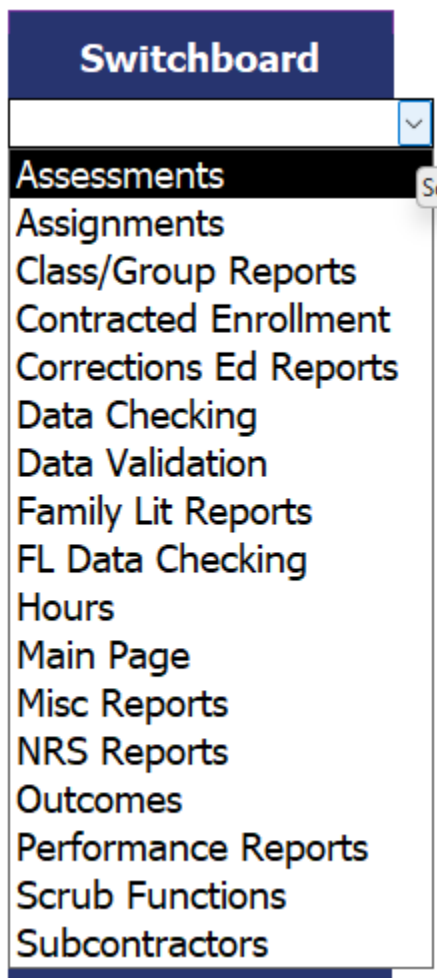 Switchboard
Assessments
Assignments
Class/Group Reports
Contracted Enrollment
Corrections Ed Reports
Data Checking
Data Validation
Family Lit Reports
FL Data Checking
Hours
Main Page
Misc Reports
NRS Reports
Outcomes
Performance Reports
Scrub Functions
Subcontractors